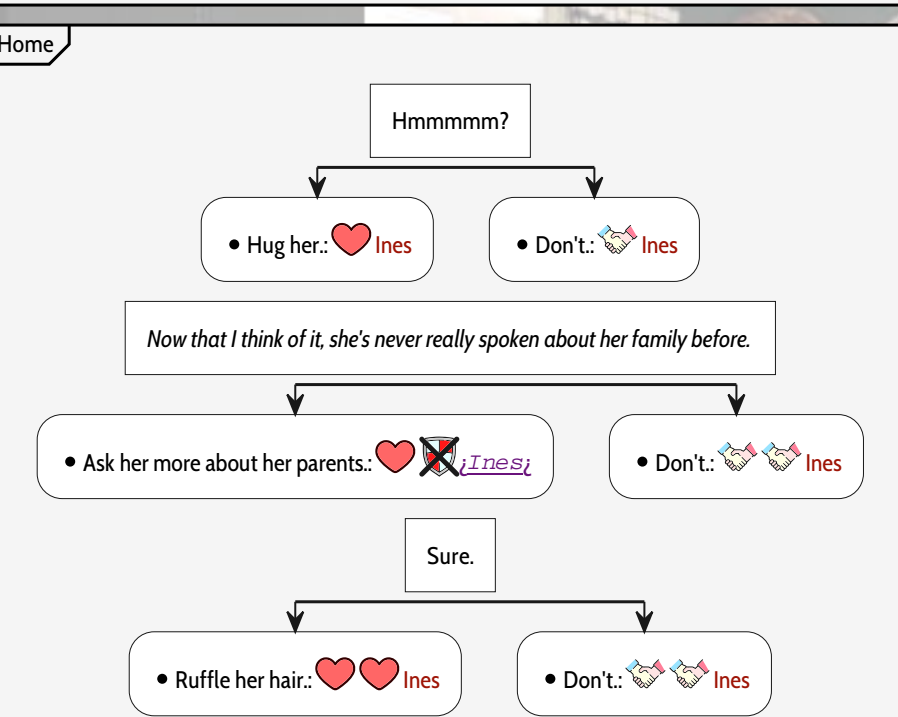 Home
Hmmmmm?
• Hug her.: Ines
• Don't.: Ines
Now that I think of it, she's never really spoken about her family before.
• Ask her more about her parents.: ¡Ines¿
• Don't.: Ines
Sure.
• Ruffle her hair.: Ines
• Don't.: Ines